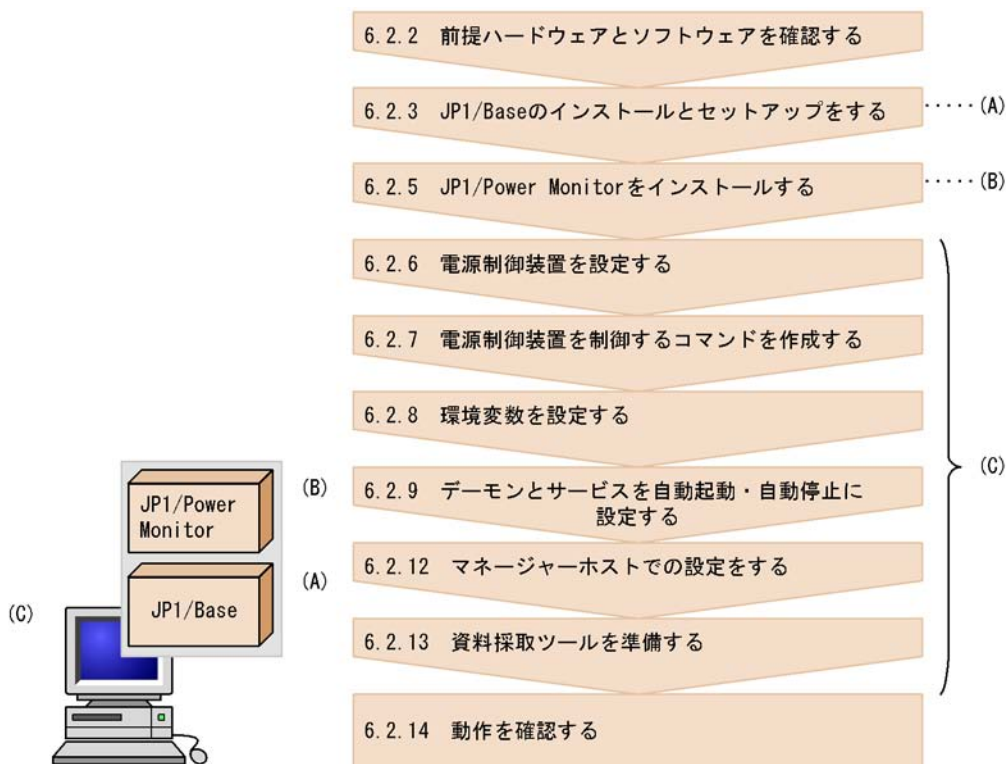 6.2.2 前提ハードウェアとソフトウェアを確認する
6.2.3 JP1/Baseのインストールとセットアップをする ‥‥‥(A)
6.2.5 JP1/Power Monitorをインストールする ‥‥‥(B)
6.2.6 電源制御装置を設定する
6.2.7 電源制御装置を制御するコマンドを作成する
6.2.8 環境変数を設定する
(C)
6.2.9 デーモンとサービスを自動起動・自動停止に
設定する
6.2.12 マネージャーホストでの設定をする
6.2.13 資料採取ツールを準備する
6.2.14 動作を確認する
JP1/Power
Monitor
(B)
JP1/Base
(A)
(C)